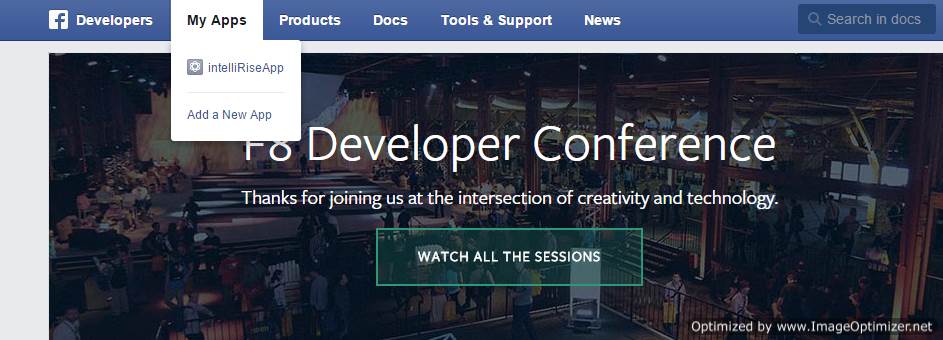 Developers My Apps Products Docs Tools & Support News Search in docs
intelliRiseApp
Add a New App
F8 Developer Conference
Thanks for joining us at the intersection of creativity and technology.
WATCH ALL THE SESSIONS
Optimized by www.ImageOptimizer.net